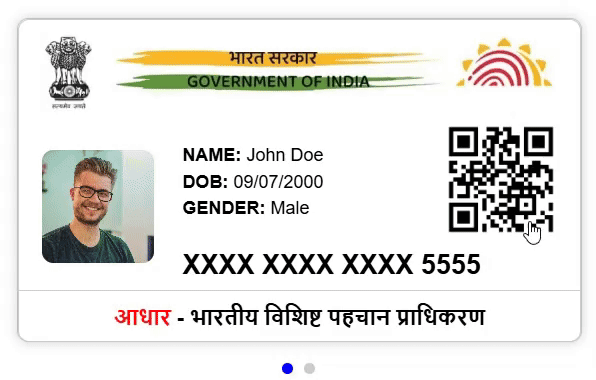 भारत सरकार
GOVERNMENT OF INDIA
सत्यमेव जयते
NAME: John Doe
DOB: 09/07/2000
GENDER: Male
XXXX XXXX XXXX 5555
आधार - भारतीय विशिष्ट पहचान प्राधिकरण